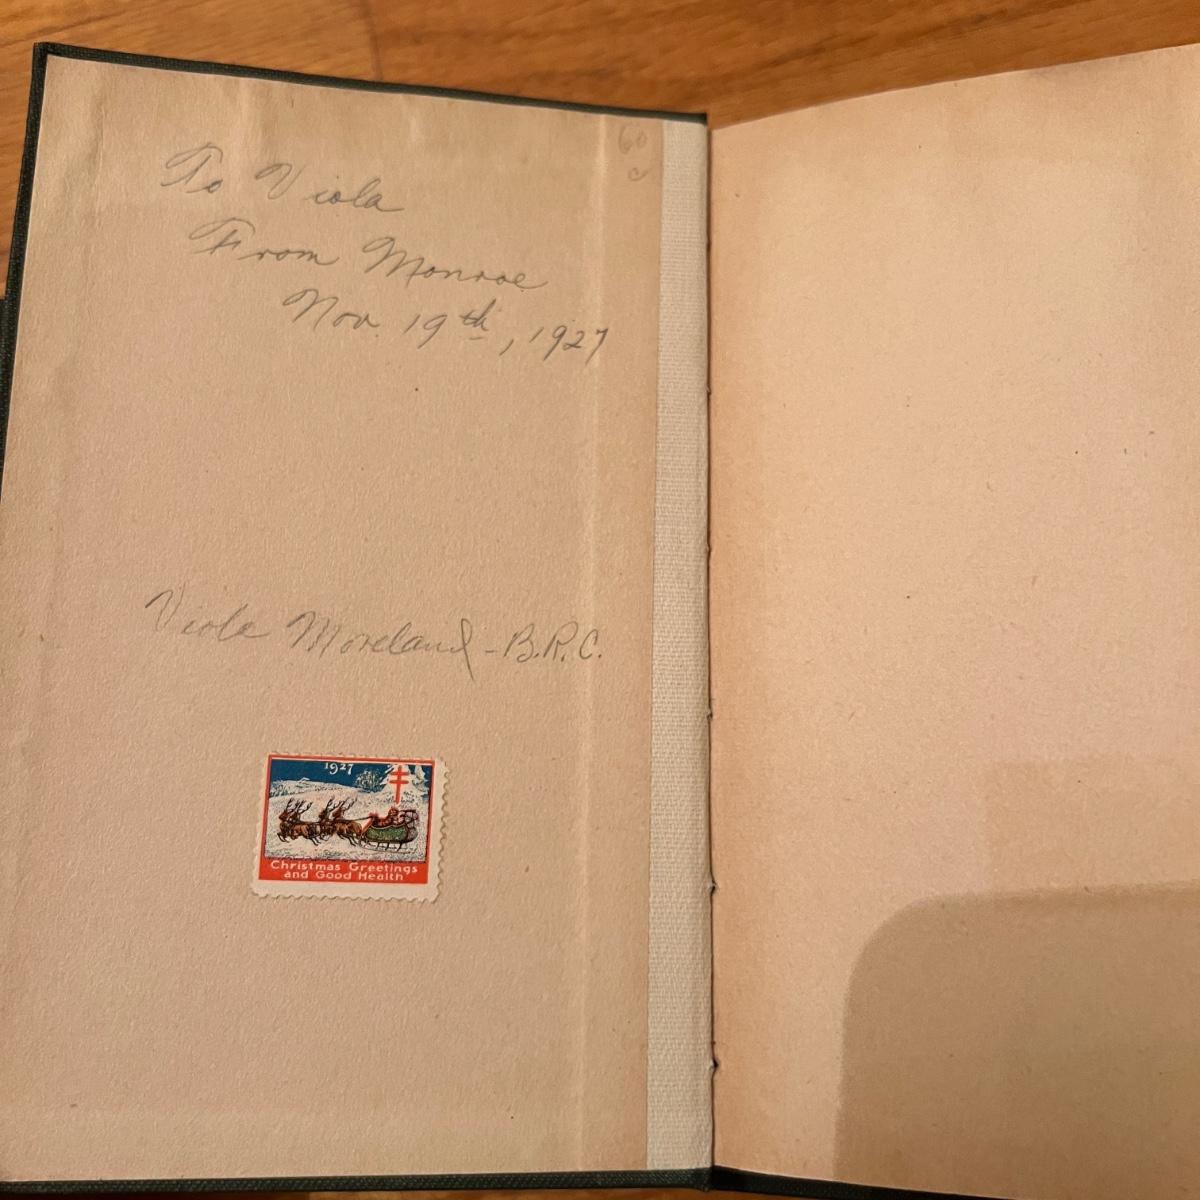 60
c
To Viola
From Monroe
Nov. 19th, 1927
Viola Moreland - B.R.C.
1927
Christmas Greetings
and Good Health